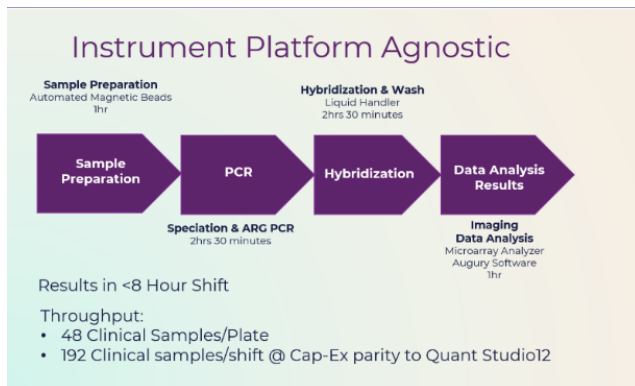 Instrument Platform Agnostic
Sample Preparation
Automated Magnetic Beads
1hr
Hybridization & Wash
Liquid Handler
2hrs 30 minutes
Sample
Preparation
PCR
Hybridization
Data Analysis
Results
Speciation & ARG PCR
2hrs 30 minutes
Imaging
Data Analysis
Microarray Analyzer
Augury Software
1hr
Results in <8 Hour Shift
Throughput:
• 48 Clinical Samples/Plate
• 192 Clinical samples/shift @ Cap-Ex parity to Quant Studio12